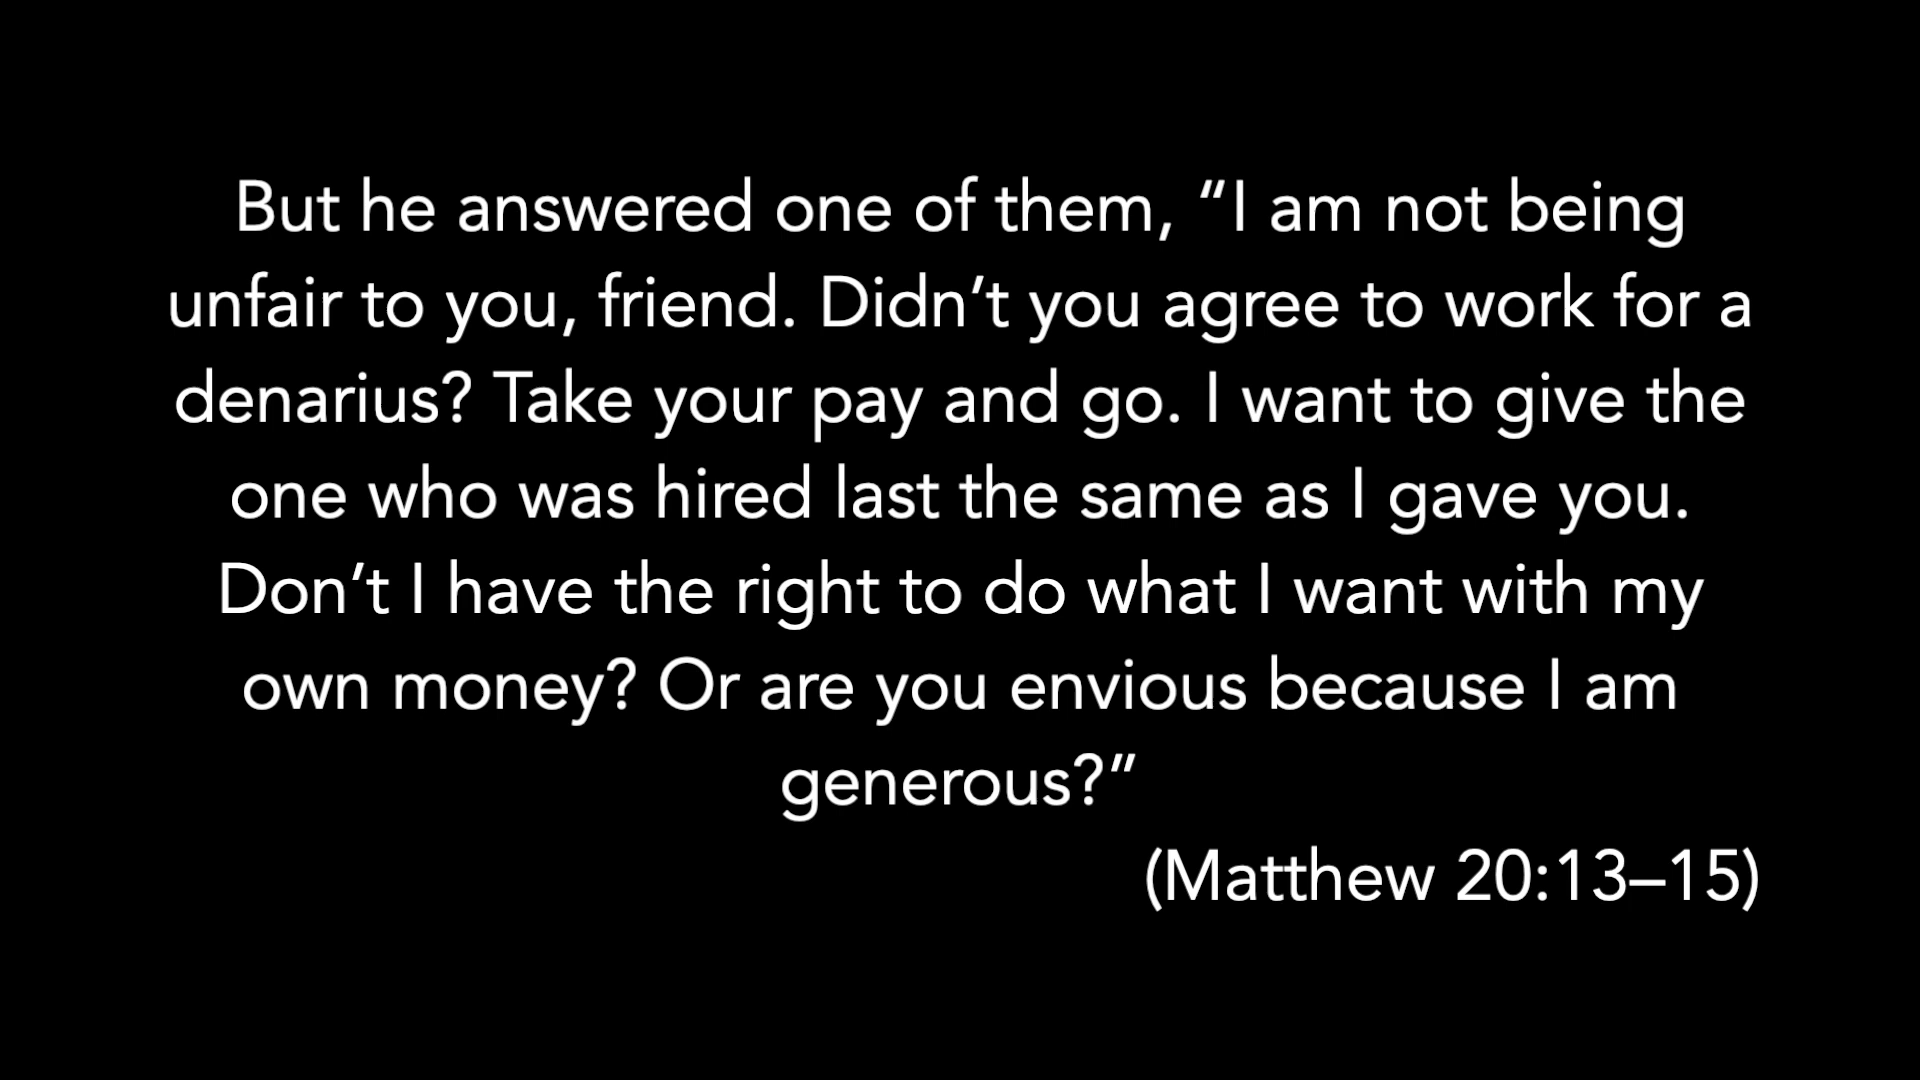 But he answered one of them, “I am not being
unfair to you, friend. Didn’t you agree to work for a
denarius? Take your pay and go. I want to give the
one who was hired last the same as I gave you.
Don’t I have the right to do what I want with my
own money? Or are you envious because I am
generous?”
(Matthew 20:13–15)